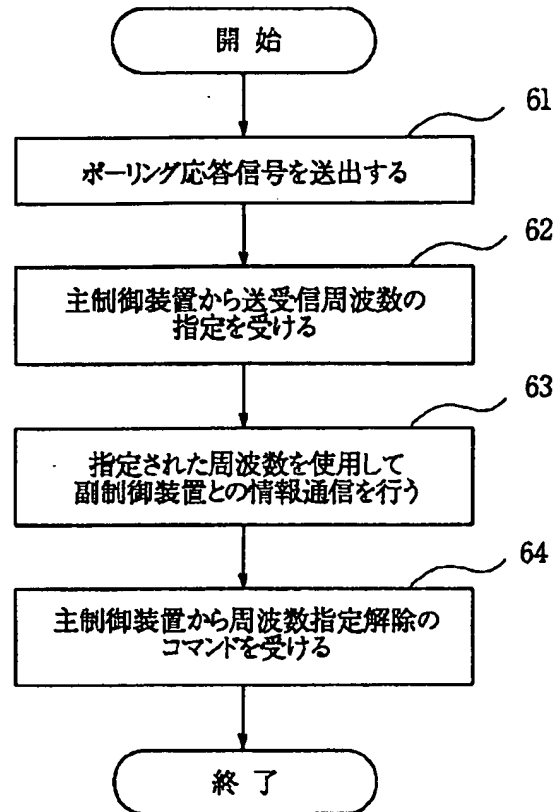 開始
61
ポーリング応答信号を送出する
62
主制御装置から送受信周波数の
指定を受ける
63
指定された周波数を使用して
副制御装置との情報通信を行う
64
主制御装置から周波数指定解除の
コマンドを受ける
終了